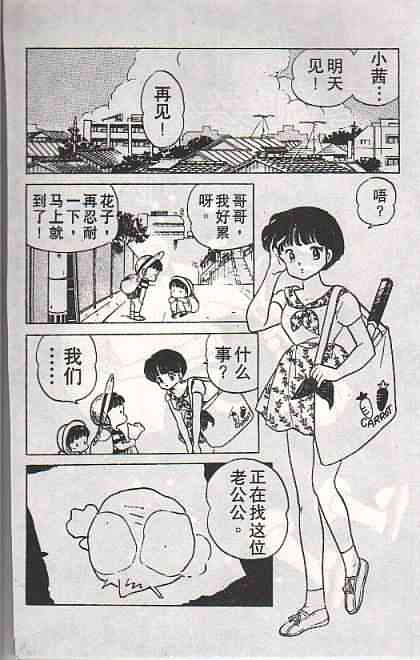 小茜…
明天
见！
再见！
唔？
哥哥，
我好累
呀。
花子，
再忍耐
一下，
马上就
到了！
什么
事？
我们
……
CARROT
正在找这位
老公公。